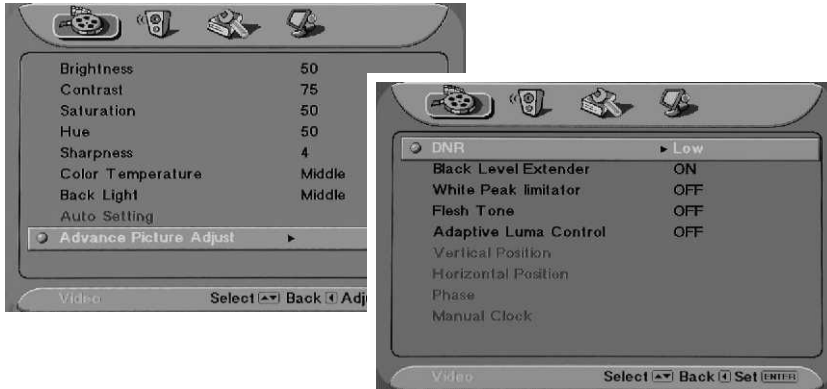 Brightness 50
Contrast 75
Saturation 50
Hue 50
Sharpness 4
Color Temperature Middle
Back Light Middle
Auto Setting
Advance Picture Adjust
Video Select Back Adj
DNR Low
Black Level Extender ON
White Peak limitator OFF
Flesh Tone OFF
Adaptive Luma Control OFF
Vertical Position
Horizontal Position
Phase
Manual Clock
Video Select Back Set ENTER